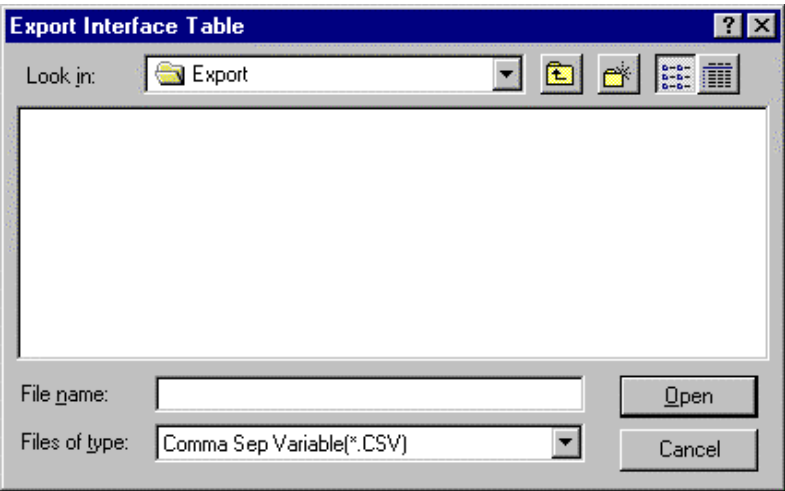 Export Interface Table
Look in: Export
File name:
Open
Files of type: Comma Sep Variable(*.CSV)
Cancel